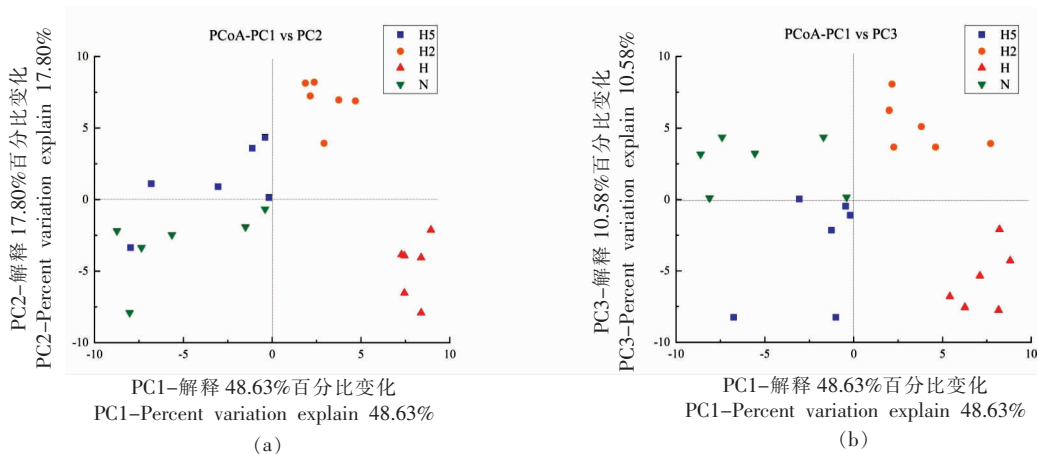 PCoA-PC1 vs PC2
H5
H2
H
N
10
5
0
-5
-10
-10
-5
0
5
10
PC2-解释 17.80%百分比变化
PC2-Percent variation explain 17.80%
PC1-解释 48.63%百分比变化
PC1-Percent variation explain 48.63%
(a)
PCoA-PC1 vs PC3
H5
H2
H
N
10
5
0
-5
-10
-10
-5
0
5
10
PC3-解释 10.58%百分比变化
PC3-Percent variation explain 10.58%
PC1-解释 48.63%百分比变化
PC1-Percent variation explain 48.63%
(b)